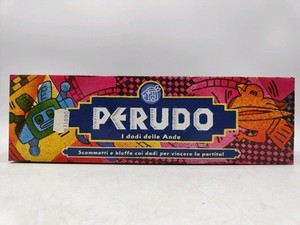 PERUDO
I dadi delle Ande
Scommetti e bluffa coi dadi per vincere la partita!